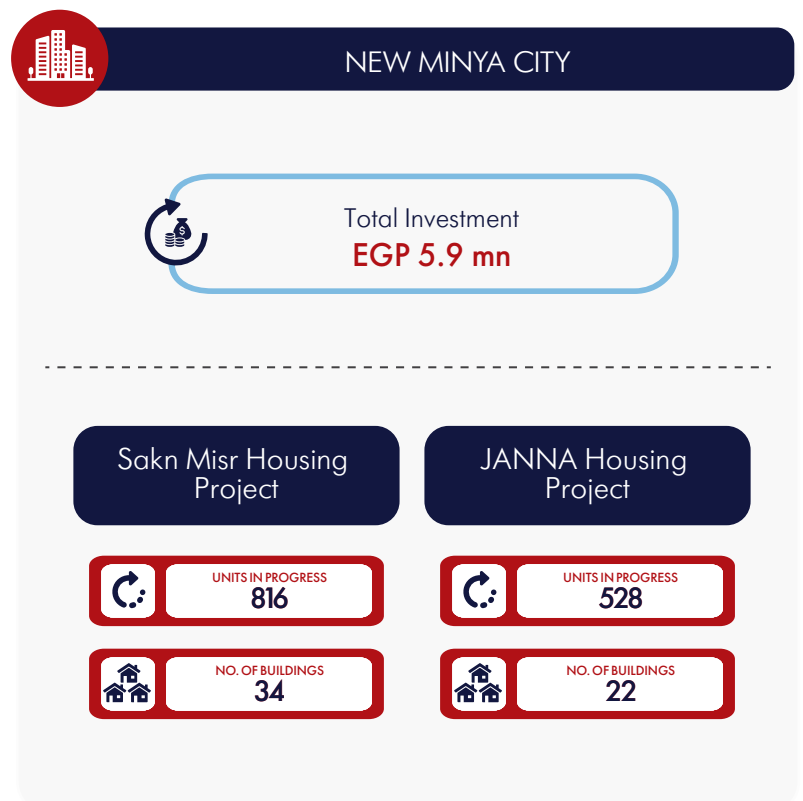 NEW MINYA CITY
Total Investment
EGP 5.9 mn
Sakn Misr Housing
Project
JANNA Housing
Project
UNITS IN PROGRESS
816
UNITS IN PROGRESS
528
NO. OF BUILDINGS
34
NO. OF BUILDINGS
22